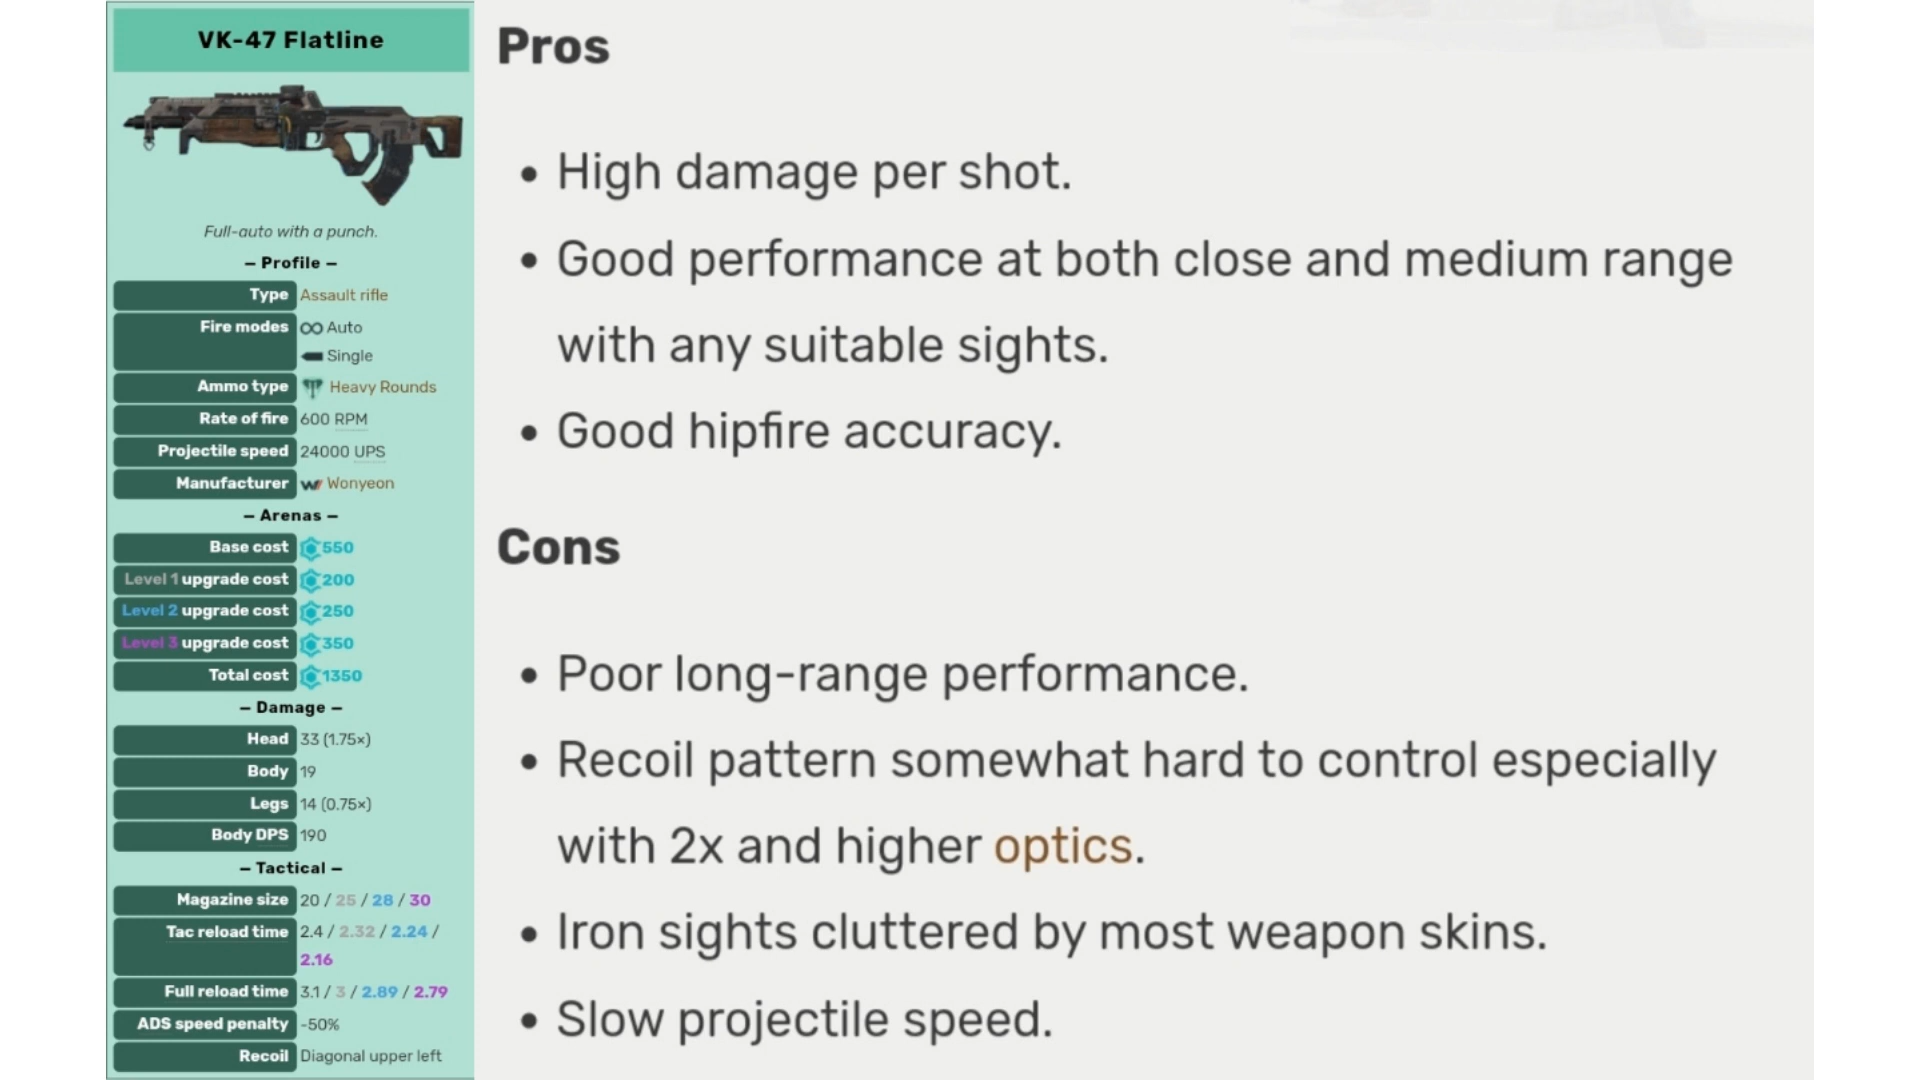 VK-47 Flatline
Full-auto with a punch.
– Profile –
Type Assault rifle
Fire modes Auto
Single
Ammo type Heavy Rounds
Rate of fire 600 RPM
Projectile speed 24000 UPS
Manufacturer Wonyeon
– Arenas –
Base cost 550
Level 1 upgrade cost 200
Level 2 upgrade cost 250
Level 3 upgrade cost 350
Total cost 1350
– Damage –
Head 33 (1.75×)
Body 19
Legs 14 (0.75×)
Body DPS 190
– Tactical –
Magazine size 20 / 25 / 28 / 30
Tac reload time 2.4 / 2.32 / 2.24 /
2.16
Full reload time 3.1 / 3 / 2.89 / 2.79
ADS speed penalty -50%
Recoil Diagonal upper left
Pros
• High damage per shot.
• Good performance at both close and medium range
with any suitable sights.
• Good hipfire accuracy.
Cons
• Poor long-range performance.
• Recoil pattern somewhat hard to control especially
with 2x and higher optics.
• Iron sights cluttered by most weapon skins.
• Slow projectile speed.